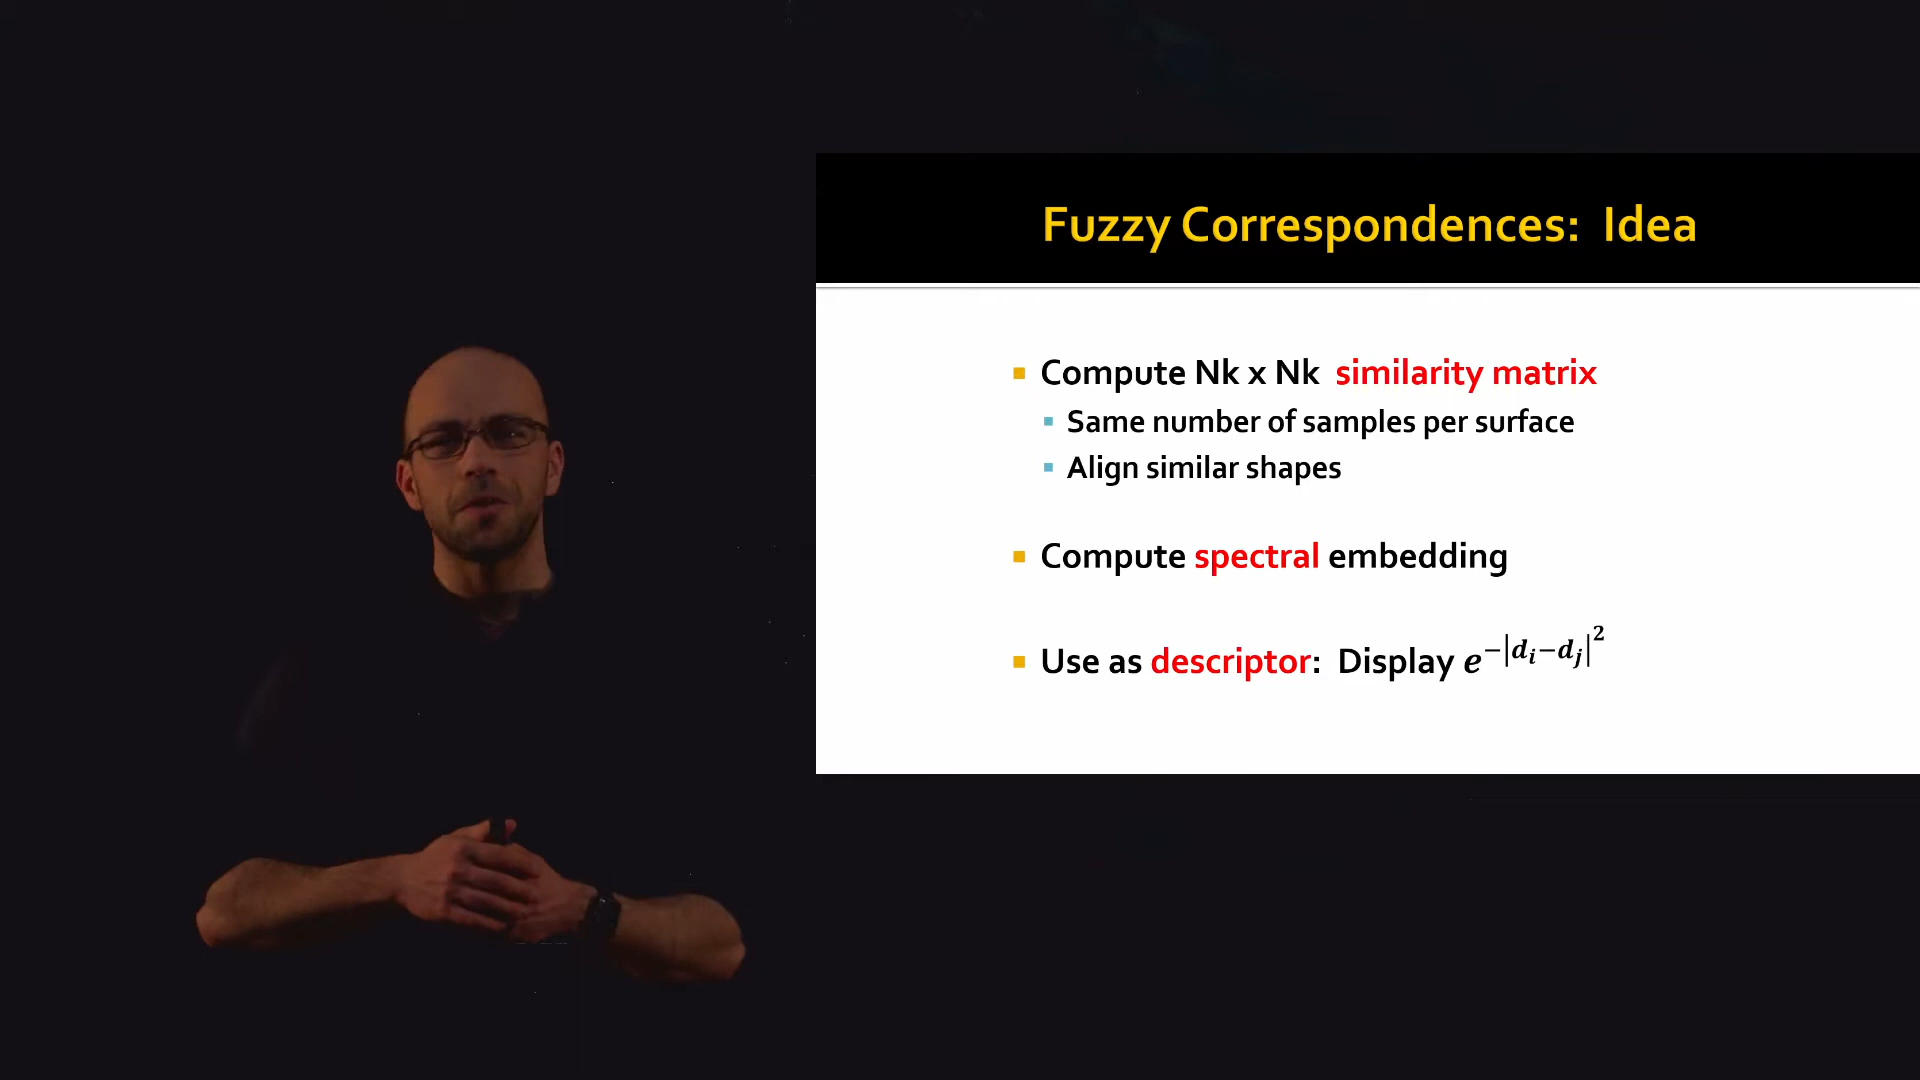 Fuzzy Correspondences: Idea
Compute Nk x Nk similarity matrix
Same number of samples per surface
Align similar shapes
Compute spectral embedding
Use as descriptor: Display $e^{-|d_i-d_j|^2}$